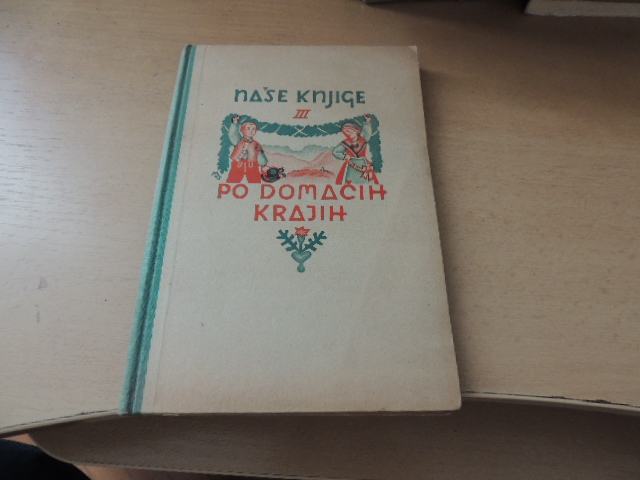 NAŠE KNJIGE
III
PO DOMAČIH
KRAJIH